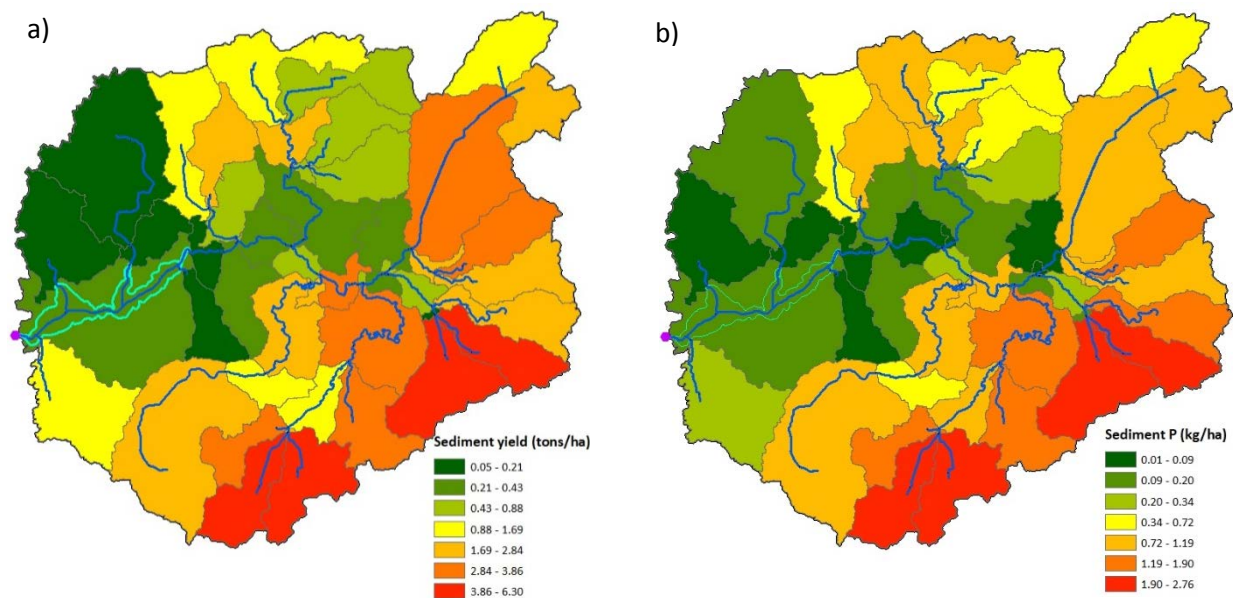 a)
Sediment yield (tons/ha)
0.05 - 0.21
0.21 - 0.43
0.43 - 0.88
0.88 - 1.69
1.69 - 2.84
2.84 - 3.86
3.86 - 6.30
b)
Sediment P (kg/ha)
0.01 - 0.09
0.09 - 0.20
0.20 - 0.34
0.34 - 0.72
0.72 - 1.19
1.19 - 1.90
1.90 - 2.76